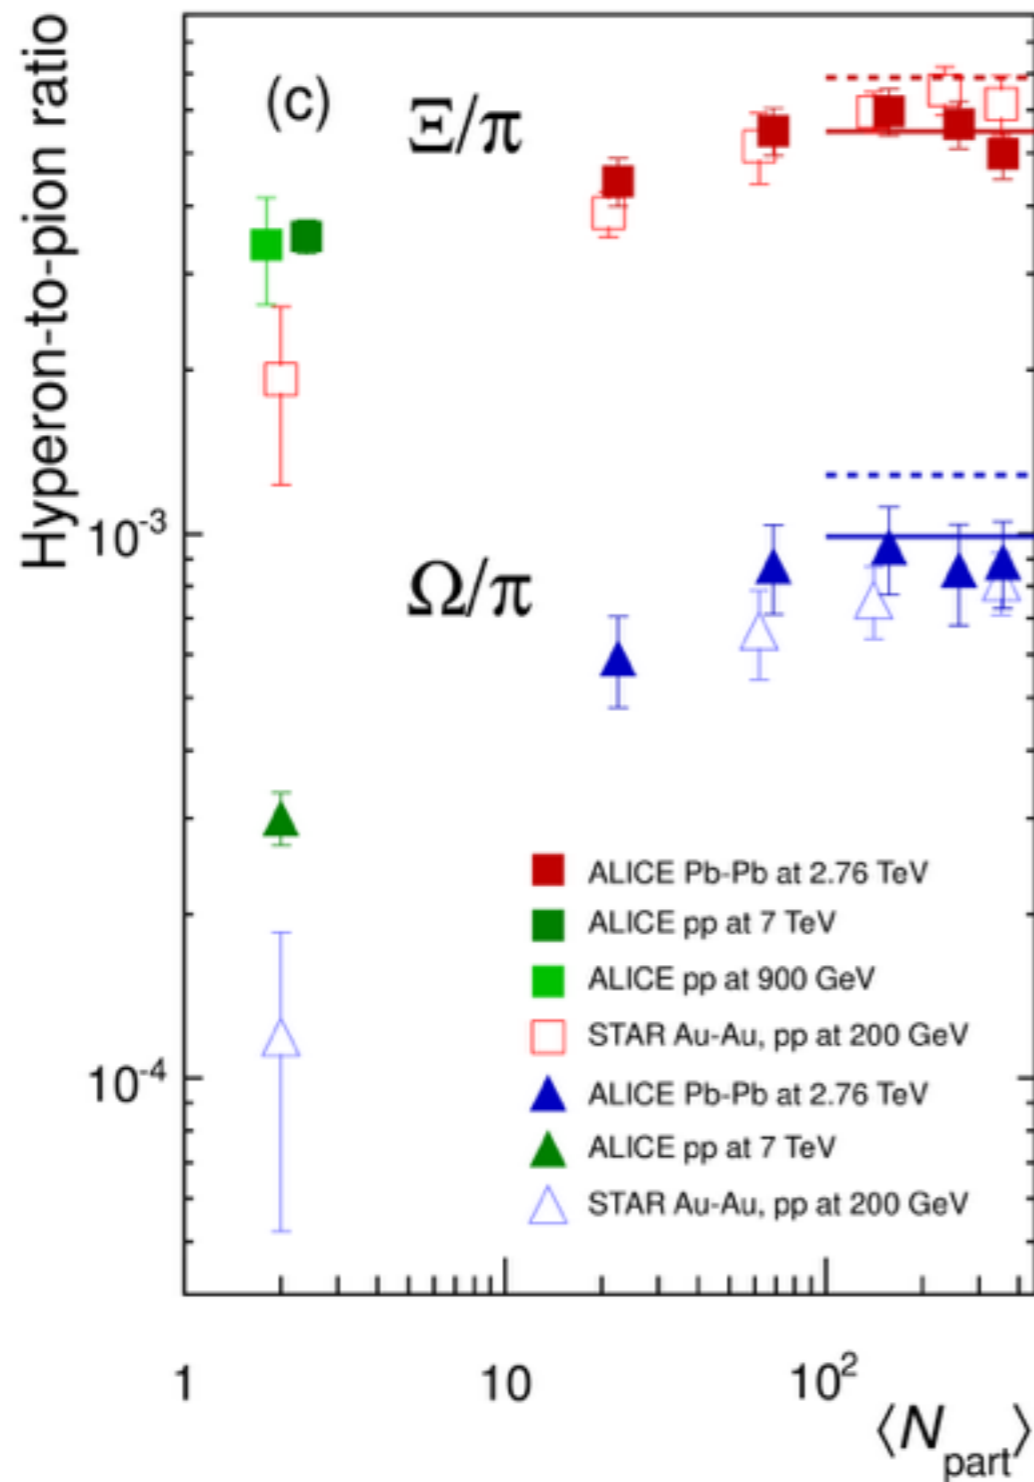 Hyperon-to-pion ratio
(c)
Ξ/π
Ω/π
10⁻³
10⁻⁴
ALICE Pb-Pb at 2.76 TeV
ALICE pp at 7 TeV
ALICE pp at 900 GeV
STAR Au-Au, pp at 200 GeV
ALICE Pb-Pb at 2.76 TeV
ALICE pp at 7 TeV
STAR Au-Au, pp at 200 GeV
1 10 10²
⟨N_part⟩